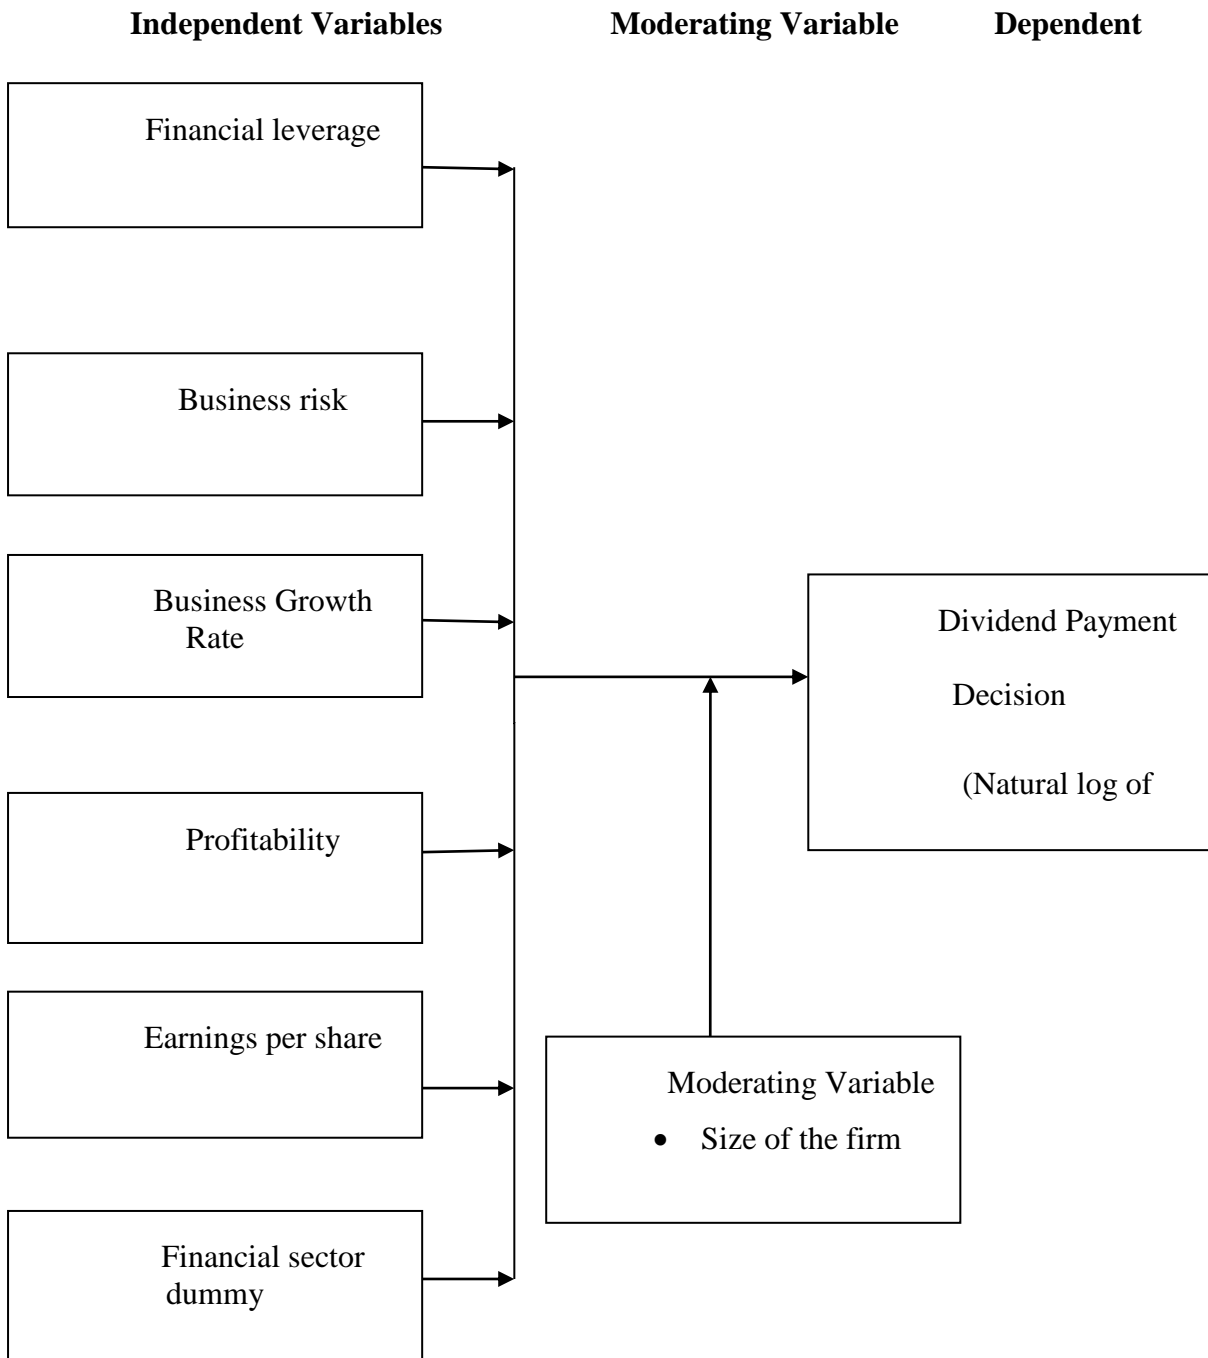 Independent Variables Moderating Variable Dependent
Financial leverage
Business risk
Business Growth
Rate
Profitability
Earnings per share
Financial sector
dummy
Moderating Variable
• Size of the firm
Dividend Payment
Decision
(Natural log of